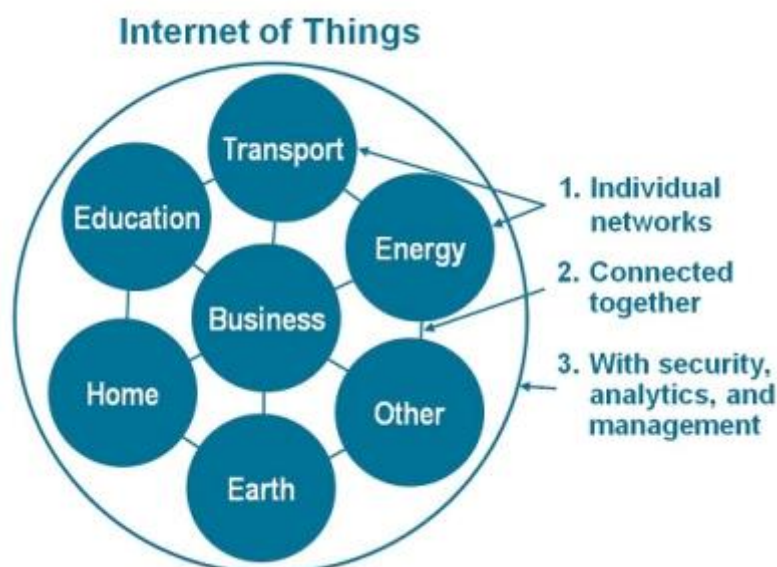 Internet of Things
Transport
Education
Energy
Business
Home
Other
Earth
1. Individual
networks
2. Connected
together
3. With security,
analytics, and
management